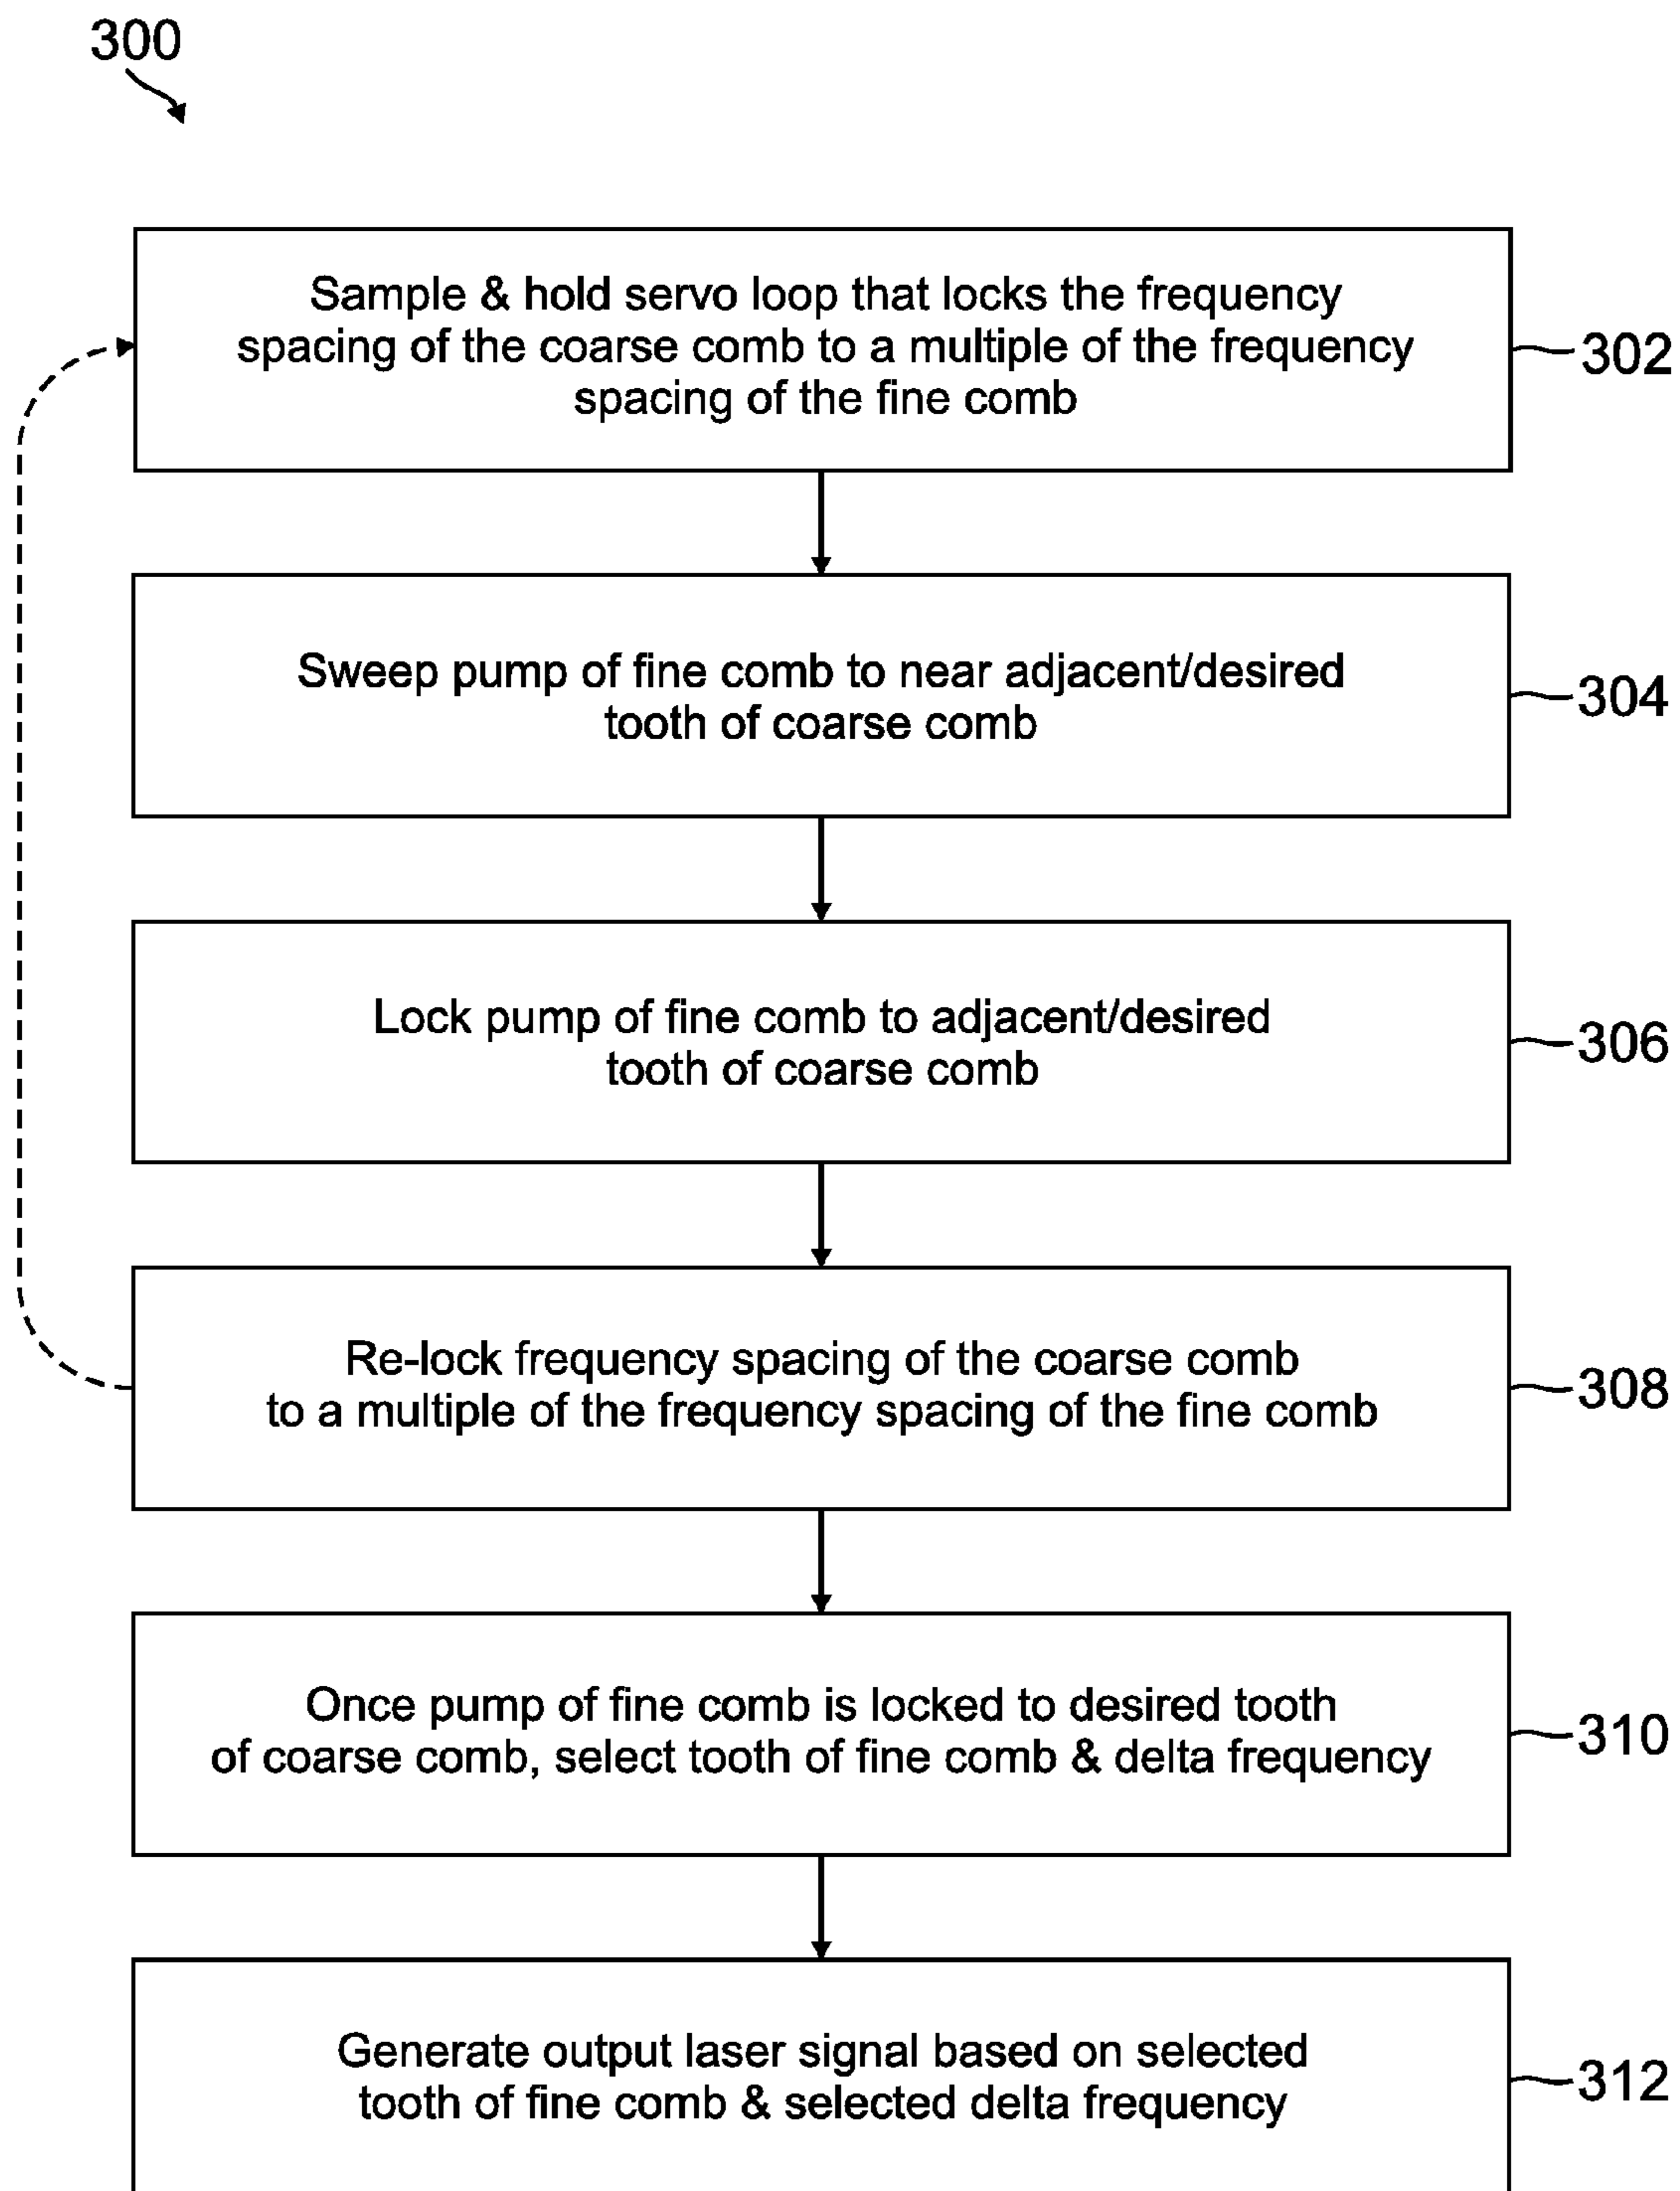 300
Sample & hold servo loop that locks the frequency
spacing of the coarse comb to a multiple of the frequency
spacing of the fine comb
302
Sweep pump of fine comb to near adjacent/desired
tooth of coarse comb
304
Lock pump of fine comb to adjacent/desired
tooth of coarse comb
306
Re-lock frequency spacing of the coarse comb
to a multiple of the frequency spacing of the fine comb
308
Once pump of fine comb is locked to desired tooth
of coarse comb, select tooth of fine comb & delta frequency
310
Generate output laser signal based on selected
tooth of fine comb & selected delta frequency
312